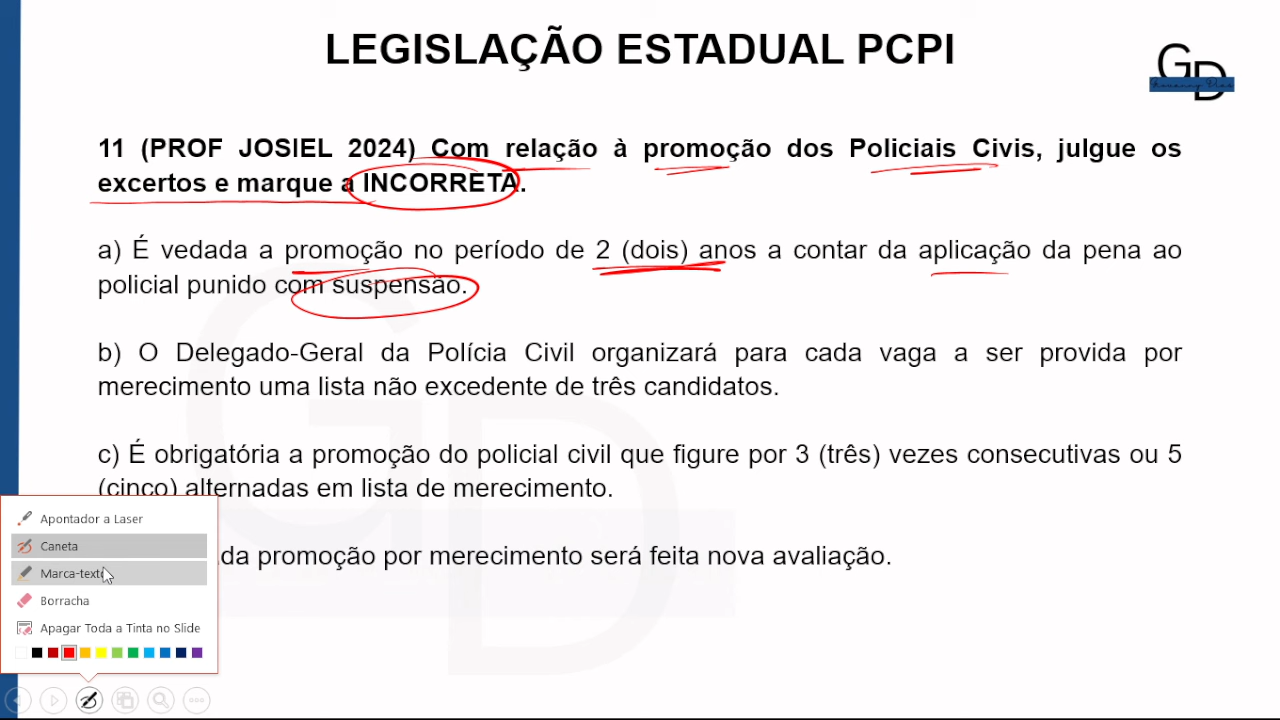 LEGISLAÇÃO ESTADUAL PCPI
GD
11 (PROF JOSIEL 2024) Com relação à promoção dos Policiais Civis, julgue os
excertos e marque a INCORRETA.
a) É vedada a promoção no período de 2 (dois) anos a contar da aplicação da pena ao
policial punido com suspensão.
b) O Delegado-Geral da Polícia Civil organizará para cada vaga a ser provida por
merecimento uma lista não excedente de três candidatos.
c) É obrigatória a promoção do policial civil que figure por 3 (três) vezes consecutivas ou 5
(cinco) alternadas em lista de merecimento.
da promoção por merecimento será feita nova avaliação.
Apontador a Laser
Caneta
Marca-texto
Borracha
Apagar Toda a Tinta no Slide